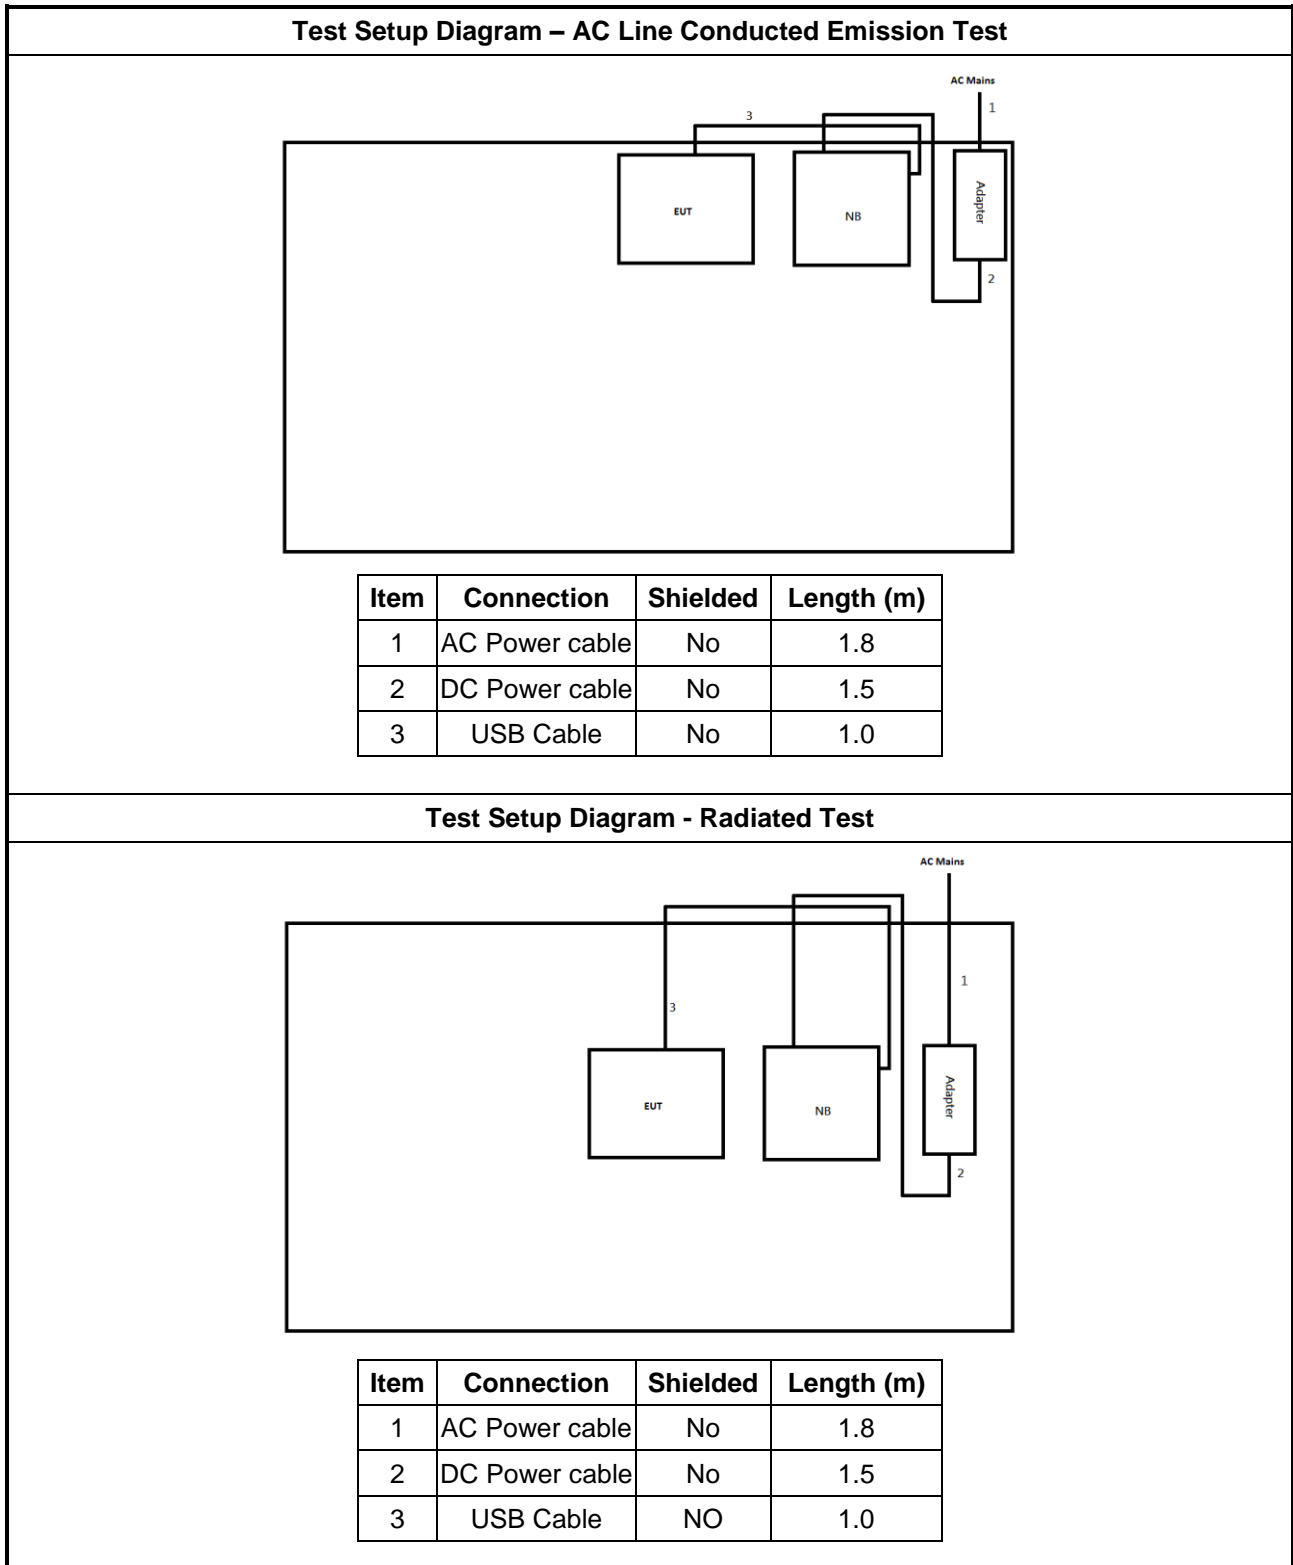 Test Setup Diagram – AC Line Conducted Emission Test
AC Mains
1
3
EUT
NB
Adapter
2
Item Connection Shielded Length (m)
1 AC Power cable No 1.8
2 DC Power cable No 1.5
3 USB Cable No 1.0
Test Setup Diagram - Radiated Test
AC Mains
1
3
EUT
NB
Adapter
2
Item Connection Shielded Length (m)
1 AC Power cable No 1.8
2 DC Power cable No 1.5
3 USB Cable NO 1.0